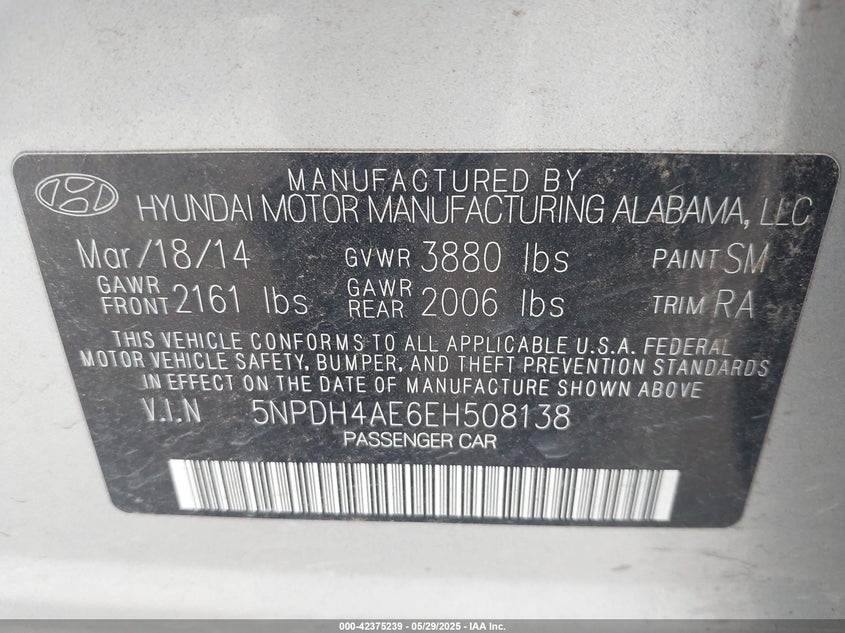 MANUFACTURED BY
HYUNDAI MOTOR MANUFACTURING ALABAMA, LLC
Mar/18/14 GVWR 3880 lbs PAINT SM
GAWR FRONT 2161 lbs GAWR REAR 2006 lbs TRIM RA
THIS VEHICLE CONFORMS TO ALL APPLICABLE U.S.A. FEDERAL
MOTOR VEHICLE SAFETY, BUMPER, AND THEFT PREVENTION STANDARDS
IN EFFECT ON THE DATE OF MANUFACTURE SHOWN ABOVE
V.I.N 5NPDH4AE6EH508138
PASSENGER CAR
000-42375239 - 05/29/2025 - IAA Inc.